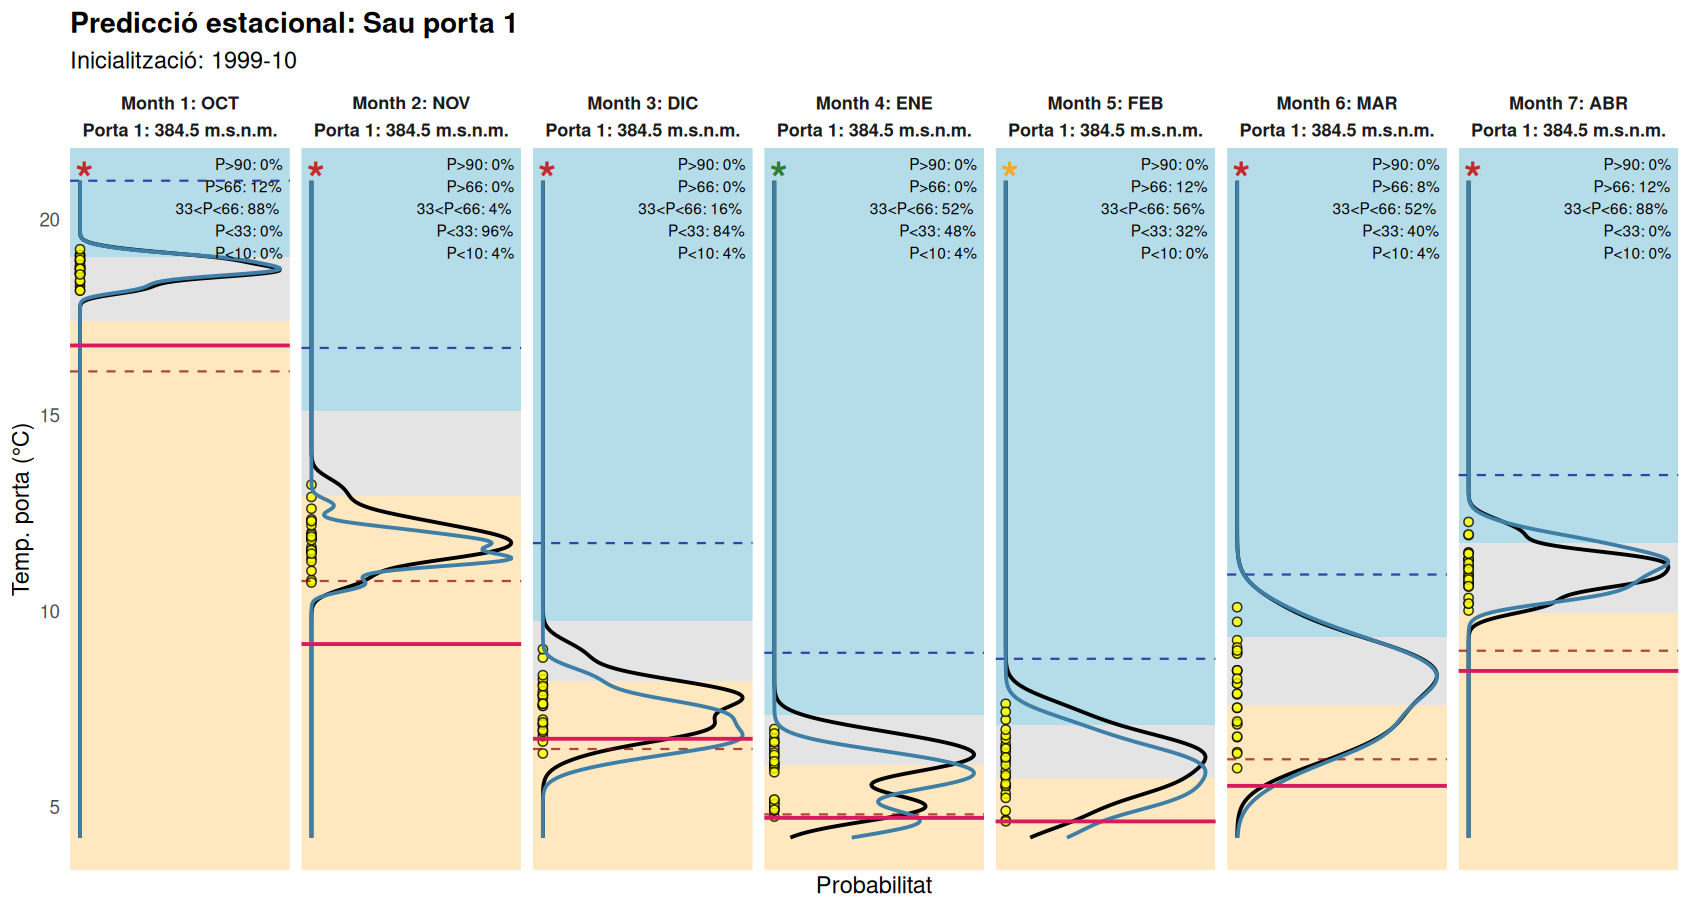 Predicció estacional: Sau porta 1
Inicialització: 1999-10
Month 1: OCT
Porta 1: 384.5 m.s.n.m.
Month 2: NOV
Porta 1: 384.5 m.s.n.m.
Month 3: DIC
Porta 1: 384.5 m.s.n.m.
Month 4: ENE
Porta 1: 384.5 m.s.n.m.
Month 5: FEB
Porta 1: 384.5 m.s.n.m.
Month 6: MAR
Porta 1: 384.5 m.s.n.m.
Month 7: ABR
Porta 1: 384.5 m.s.n.m.
*
P>90: 0%
P>66: 12%
33<P<66: 88%
P<33: 0%
P<10: 0%
*
P>90: 0%
P>66: 0%
33<P<66: 4%
P<33: 96%
P<10: 4%
*
P>90: 0%
P>66: 0%
33<P<66: 16%
P<33: 84%
P<10: 4%
*
P>90: 0%
P>66: 0%
33<P<66: 52%
P<33: 48%
P<10: 4%
*
P>90: 0%
P>66: 12%
33<P<66: 56%
P<33: 32%
P<10: 0%
*
P>90: 0%
P>66: 8%
33<P<66: 52%
P<33: 40%
P<10: 4%
*
P>90: 0%
P>66: 12%
33<P<66: 88%
P<33: 0%
P<10: 0%
20
15
10
5
Temp. porta (°C)
Probabilitat